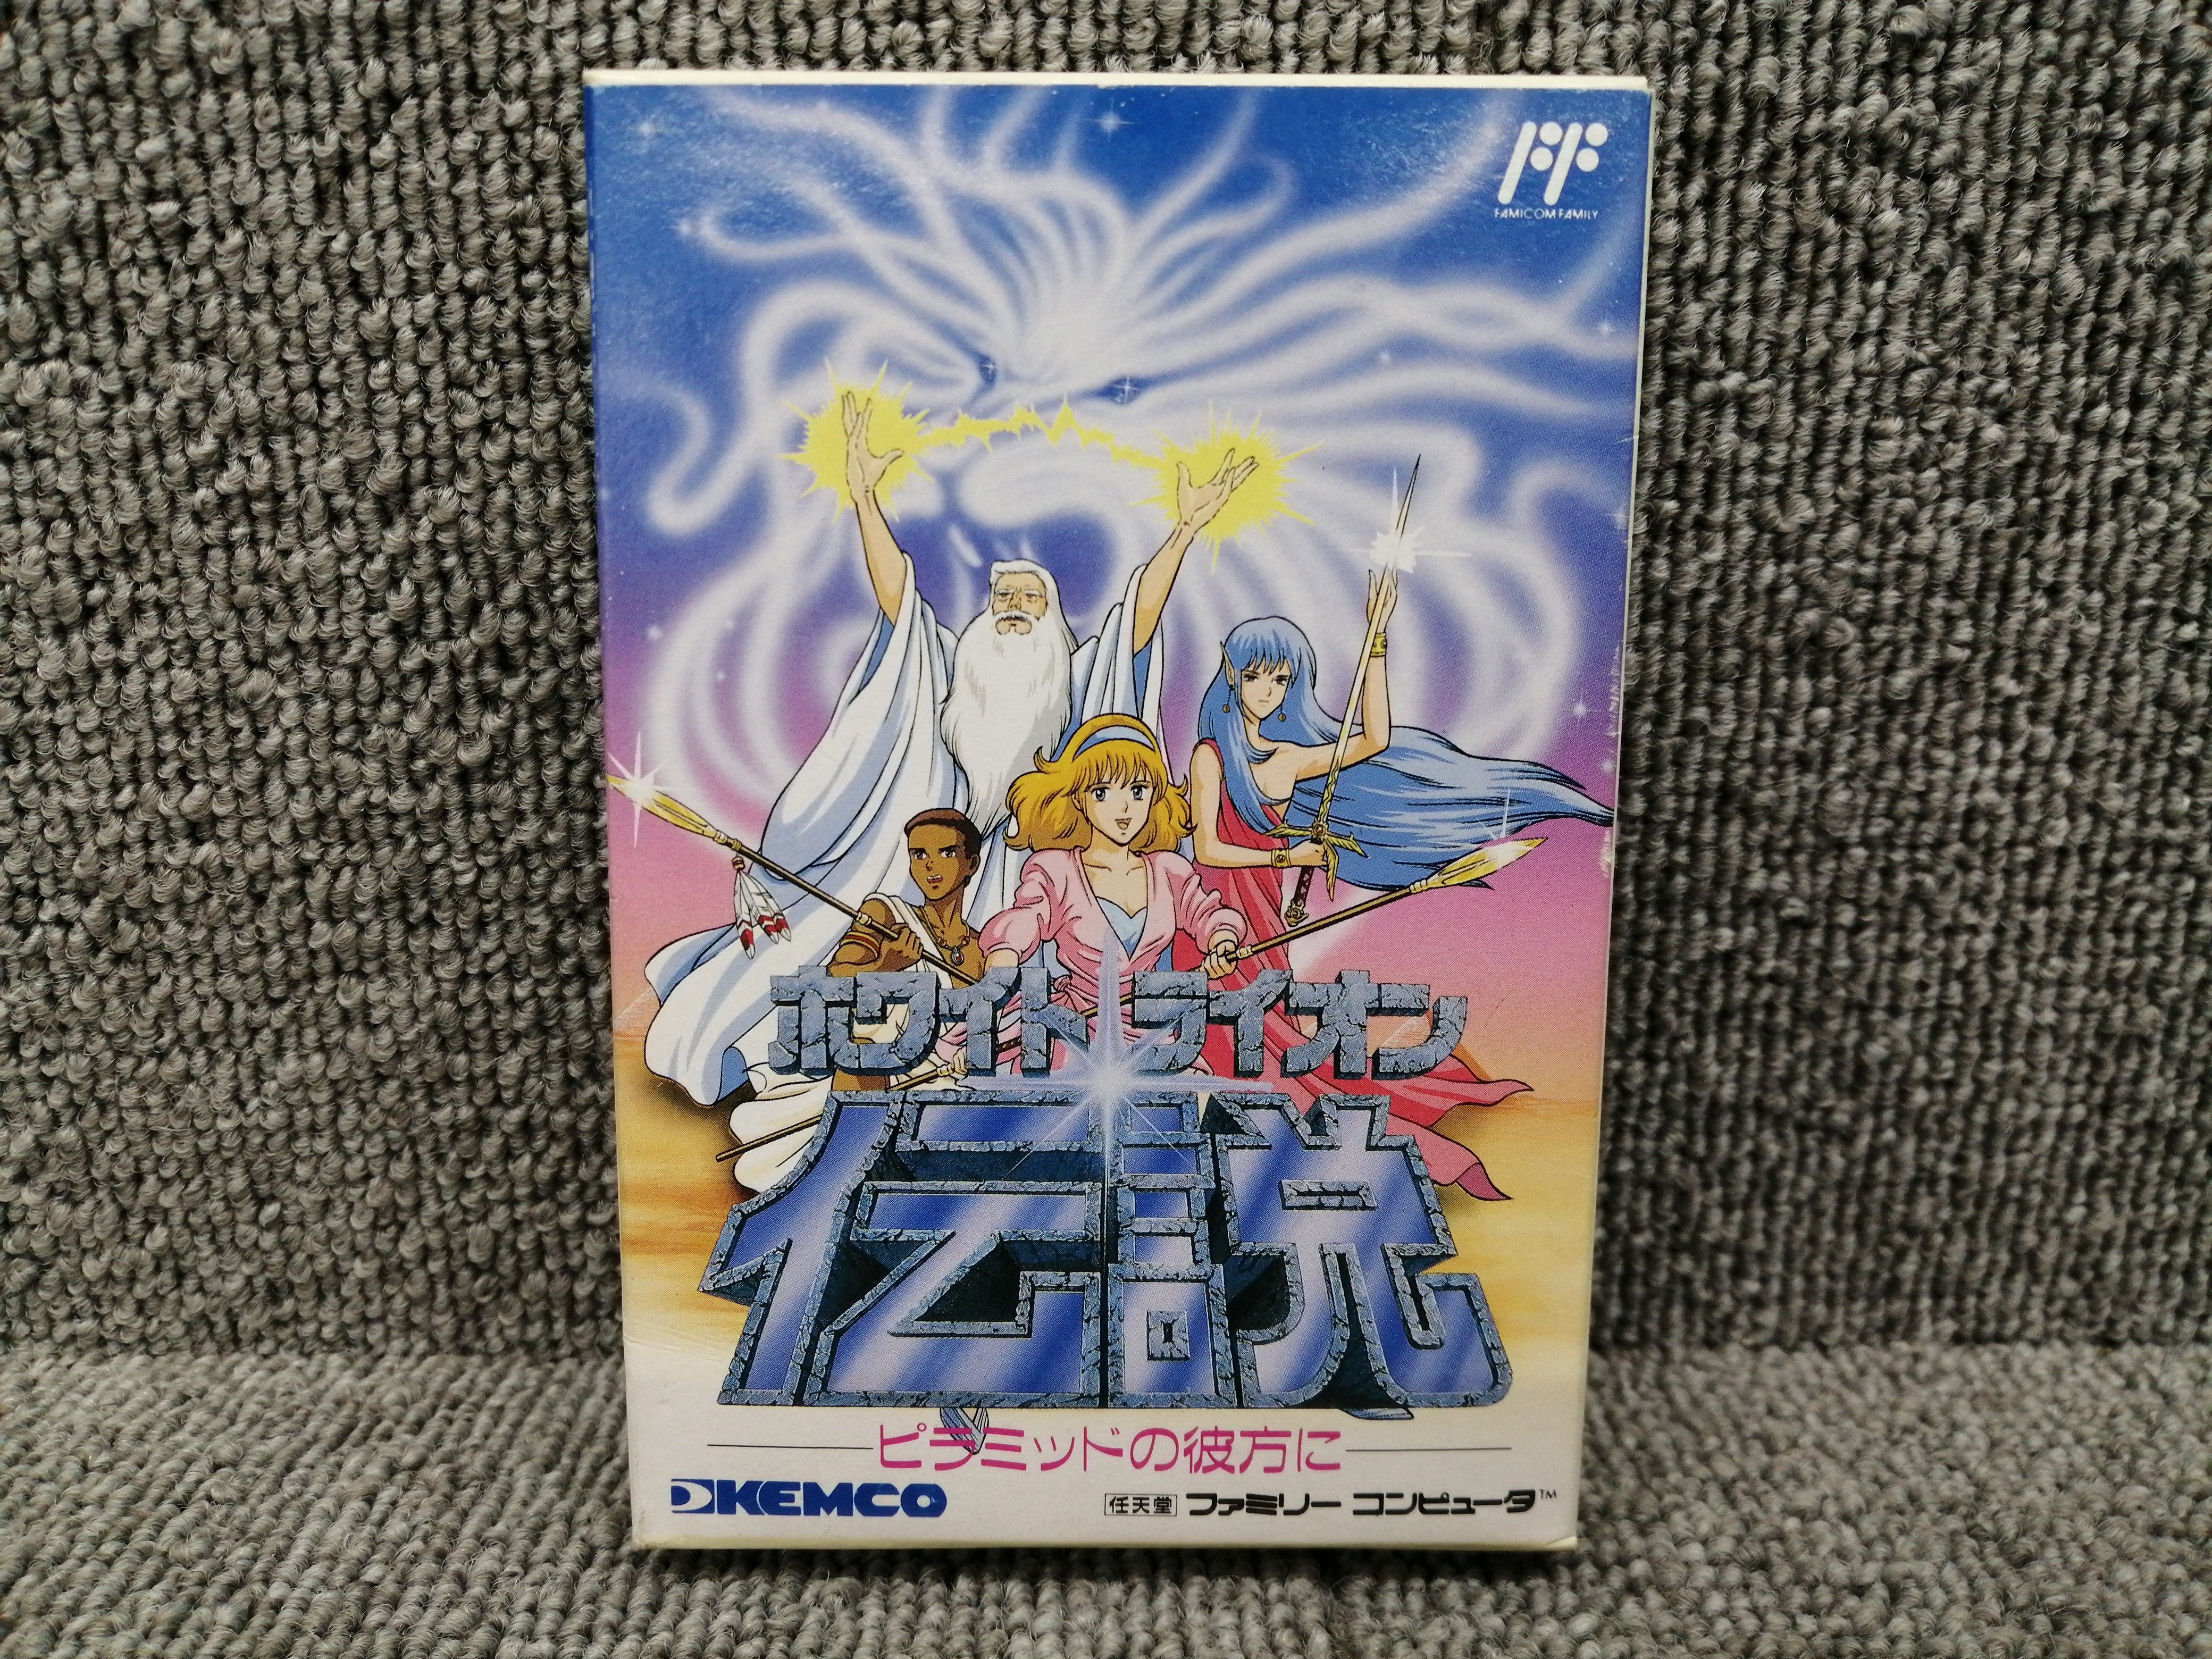 FF
FAMICOM FAMILY
ホワイトライオン
伝説
ピラミッドの彼方に
KEMCO
任天堂 ファミリー コンピュータ™